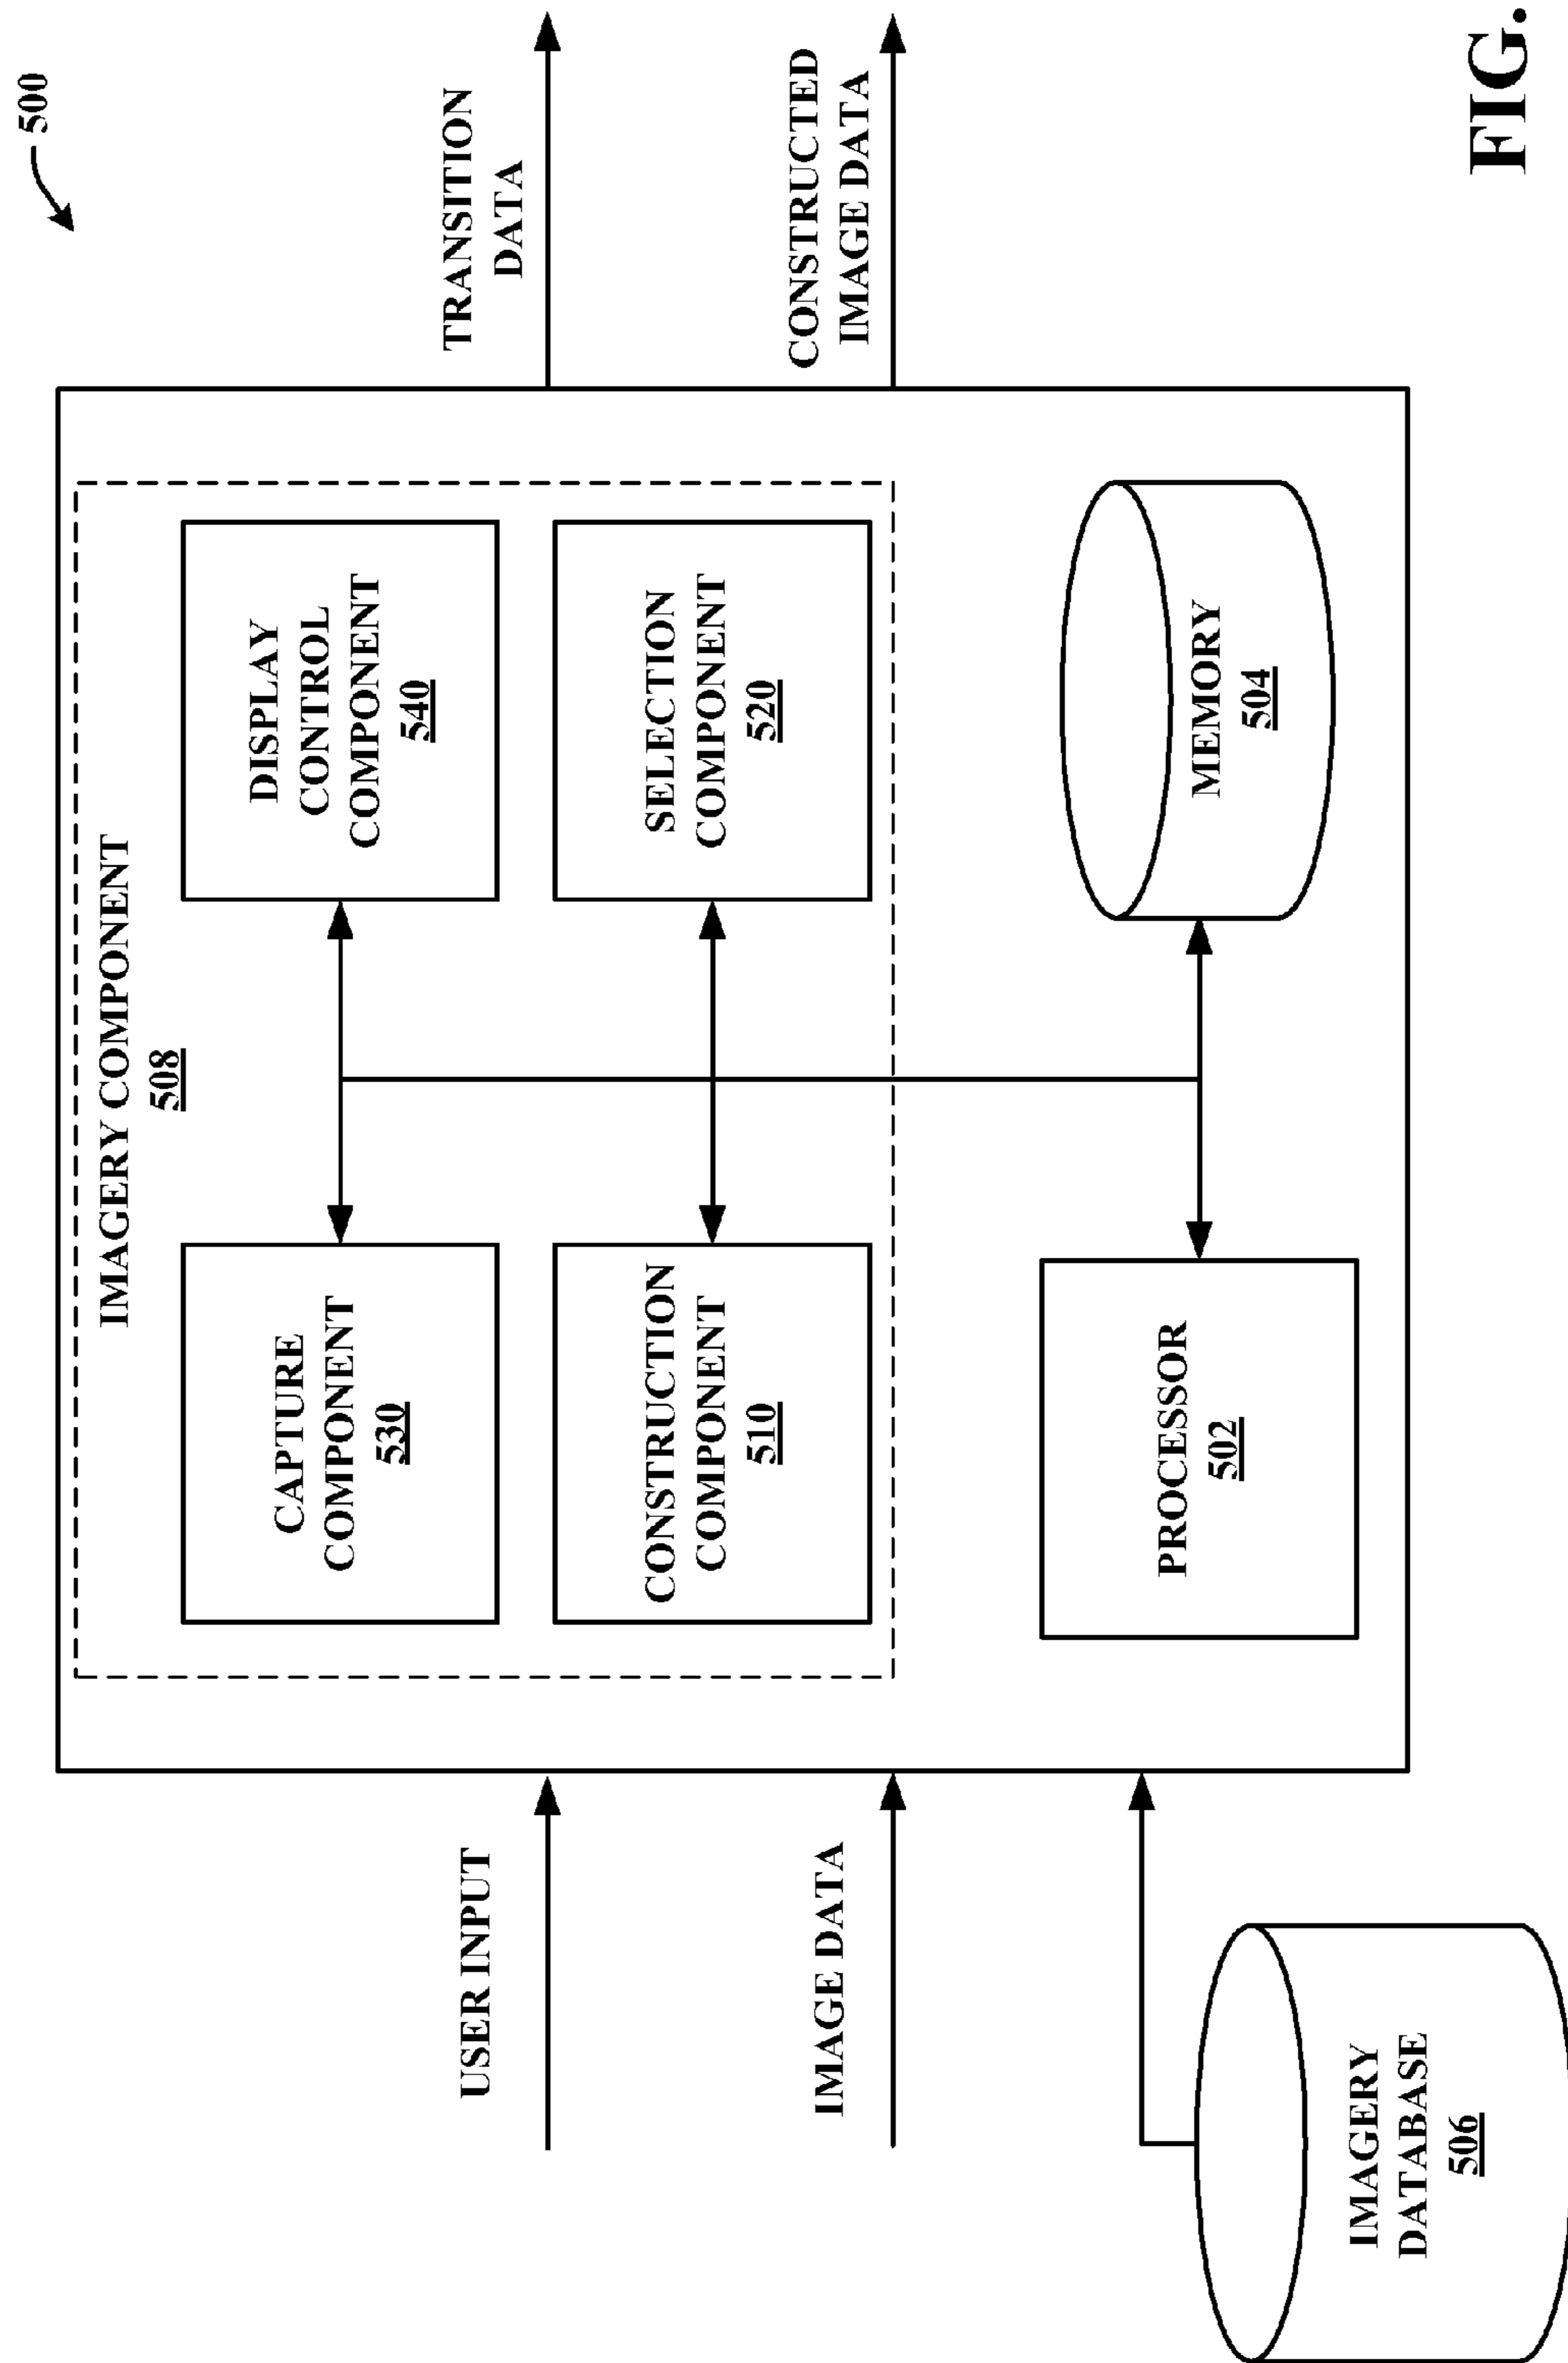 500
IMAGERY COMPONENT
508
CAPTURE
COMPONENT
530
DISPLAY
CONTROL
COMPONENT
540
USER INPUT
TRANSITION
DATA
CONSTRUCTION
COMPONENT
510
SELECTION
COMPONENT
520
IMAGE DATA
CONSTRUCTED
IMAGE DATA
PROCESSOR
502
MEMORY
504
IMAGERY
DATABASE
506
FIG.